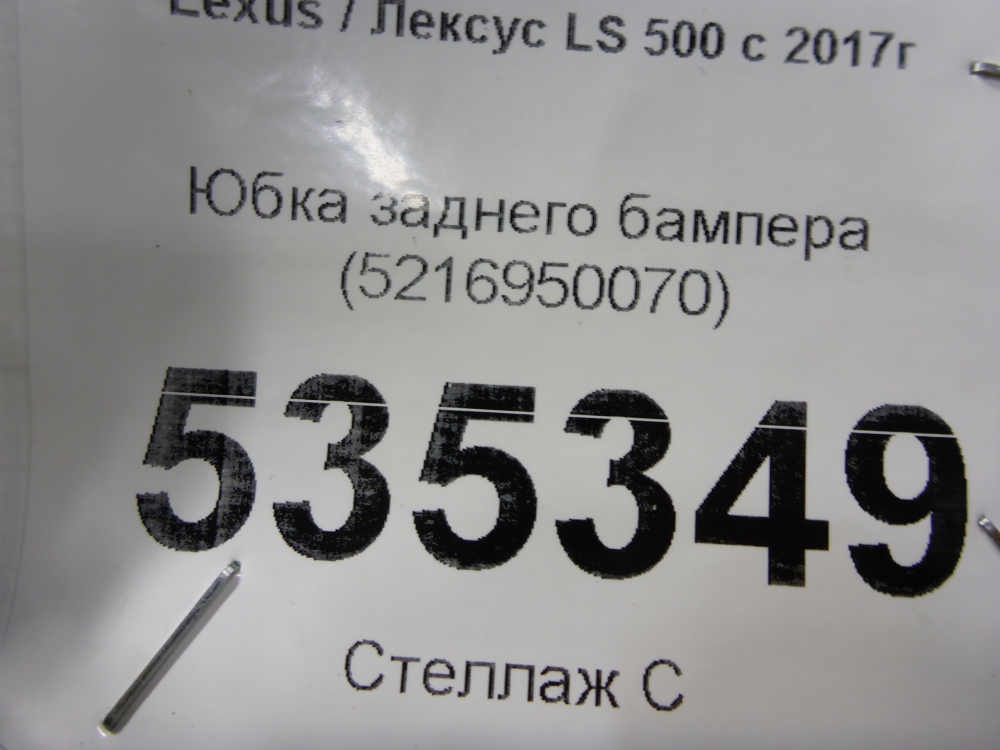 Lexus / Лексус LS 500 с 2017г
Юбка заднего бампера
(5216950070)
535349
Стеллаж С